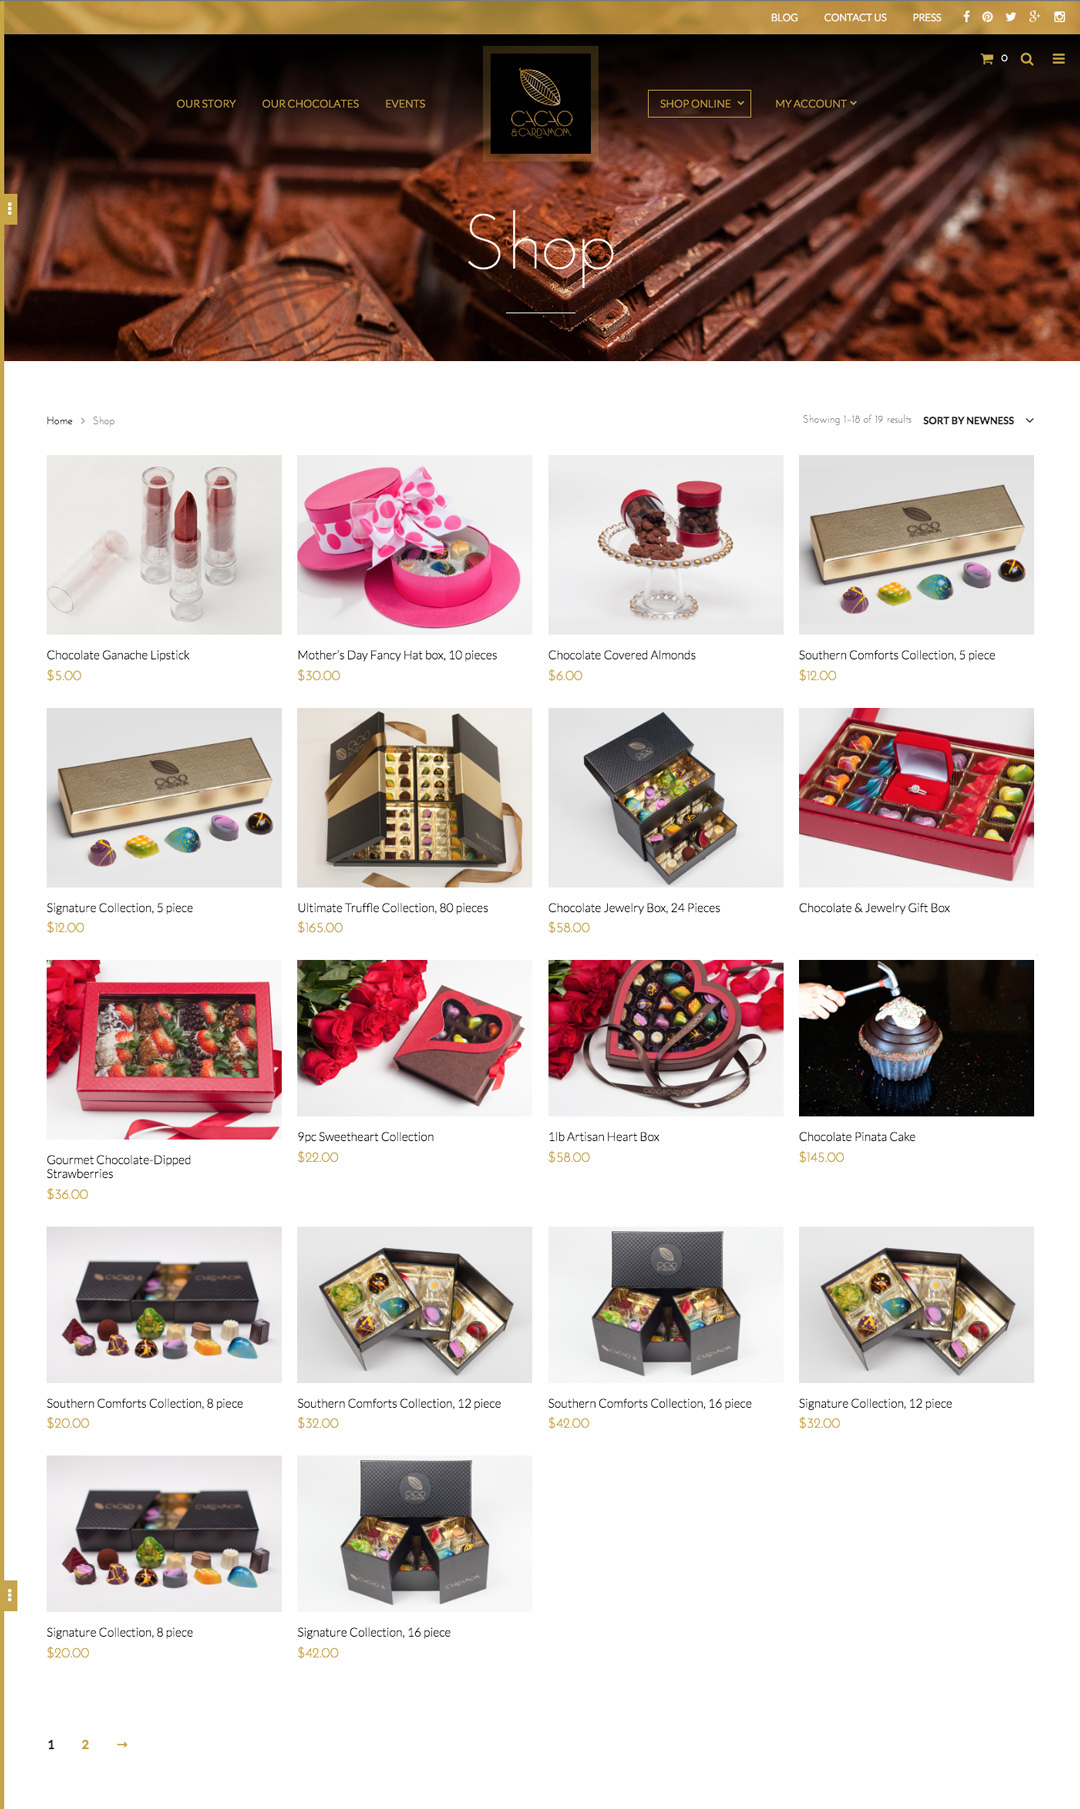 BLOG CONTACT US PRESS
0
OUR STORY OUR CHOCOLATES EVENTS
CACAO
& CARDAMOM
SHOP ONLINE MY ACCOUNT
Shop
Home > Shop
Showing 1–18 of 19 results SORT BY NEWNESS
Chocolate Ganache Lipstick
$5.00
Mother's Day Fancy Hat box, 10 pieces
$30.00
Chocolate Covered Almonds
$6.00
Southern Comforts Collection, 5 piece
$12.00
Signature Collection, 5 piece
$12.00
Ultimate Truffle Collection, 80 pieces
$165.00
Chocolate Jewelry Box, 24 Pieces
$58.00
Chocolate & Jewelry Gift Box
Gourmet Chocolate-Dipped
Strawberries
$36.00
9pc Sweetheart Collection
$22.00
1lb Artisan Heart Box
$58.00
Chocolate Pinata Cake
$145.00
CACAO &
CARDAMOM
Southern Comforts Collection, 8 piece
$20.00
Southern Comforts Collection, 12 piece
$32.00
Southern Comforts Collection, 16 piece
$42.00
Signature Collection, 12 piece
$32.00
CACAO &
CARDAMOM
Signature Collection, 8 piece
$20.00
Signature Collection, 16 piece
$42.00
1 2 →